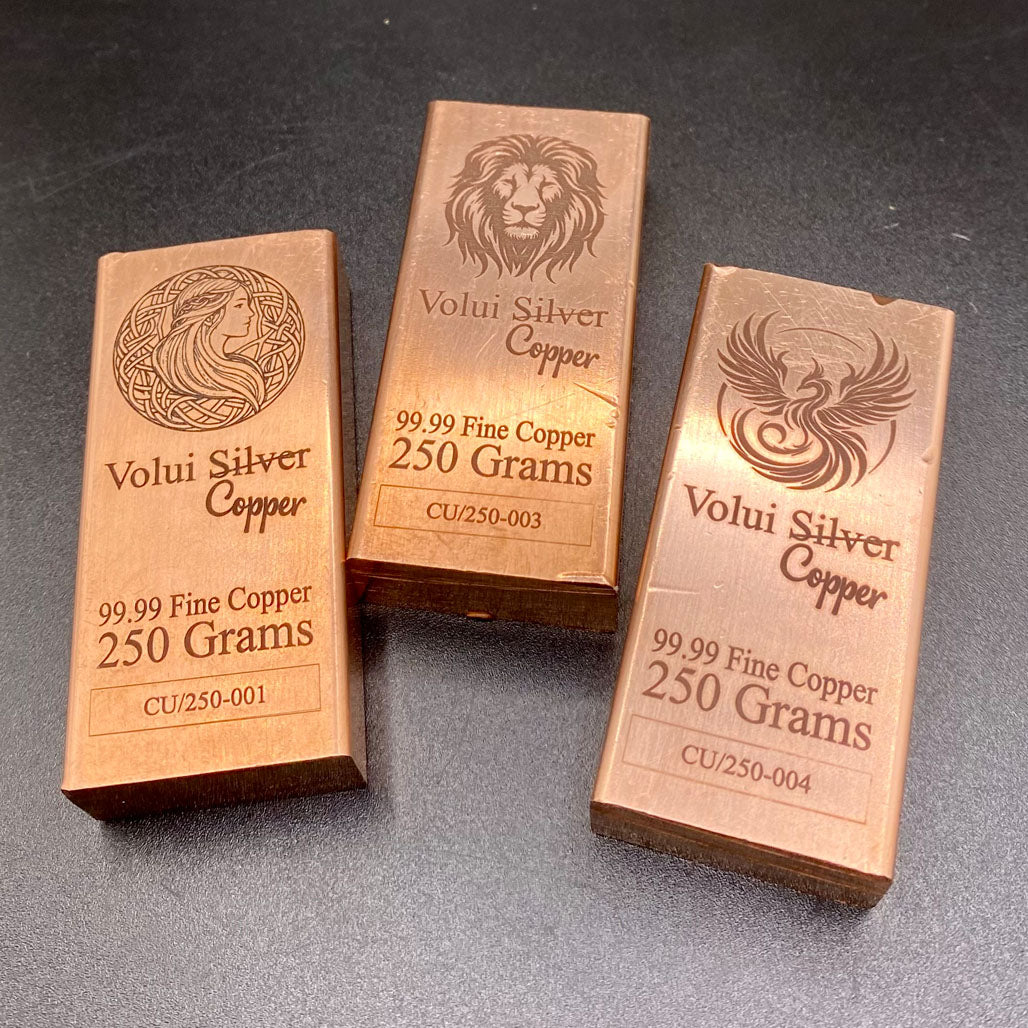 Volui Silver
Copper
99.99 Fine Copper
250 Grams
CU/250-001
Volui Silver
Copper
99.99 Fine Copper
250 Grams
CU/250-003
Volui Silver
Copper
99.99 Fine Copper
250 Grams
CU/250-004